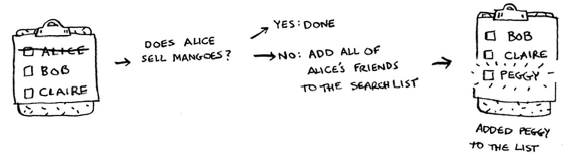 ALICE
BOB
CLAIRE
DOES ALICE
SELL MANGOES?
YES: DONE
NO: ADD ALL OF
ALICE'S FRIENDS
TO THE SEARCH LIST
BOB
CLAIRE
PEGGY
ADDED PEGGY
TO THE LIST